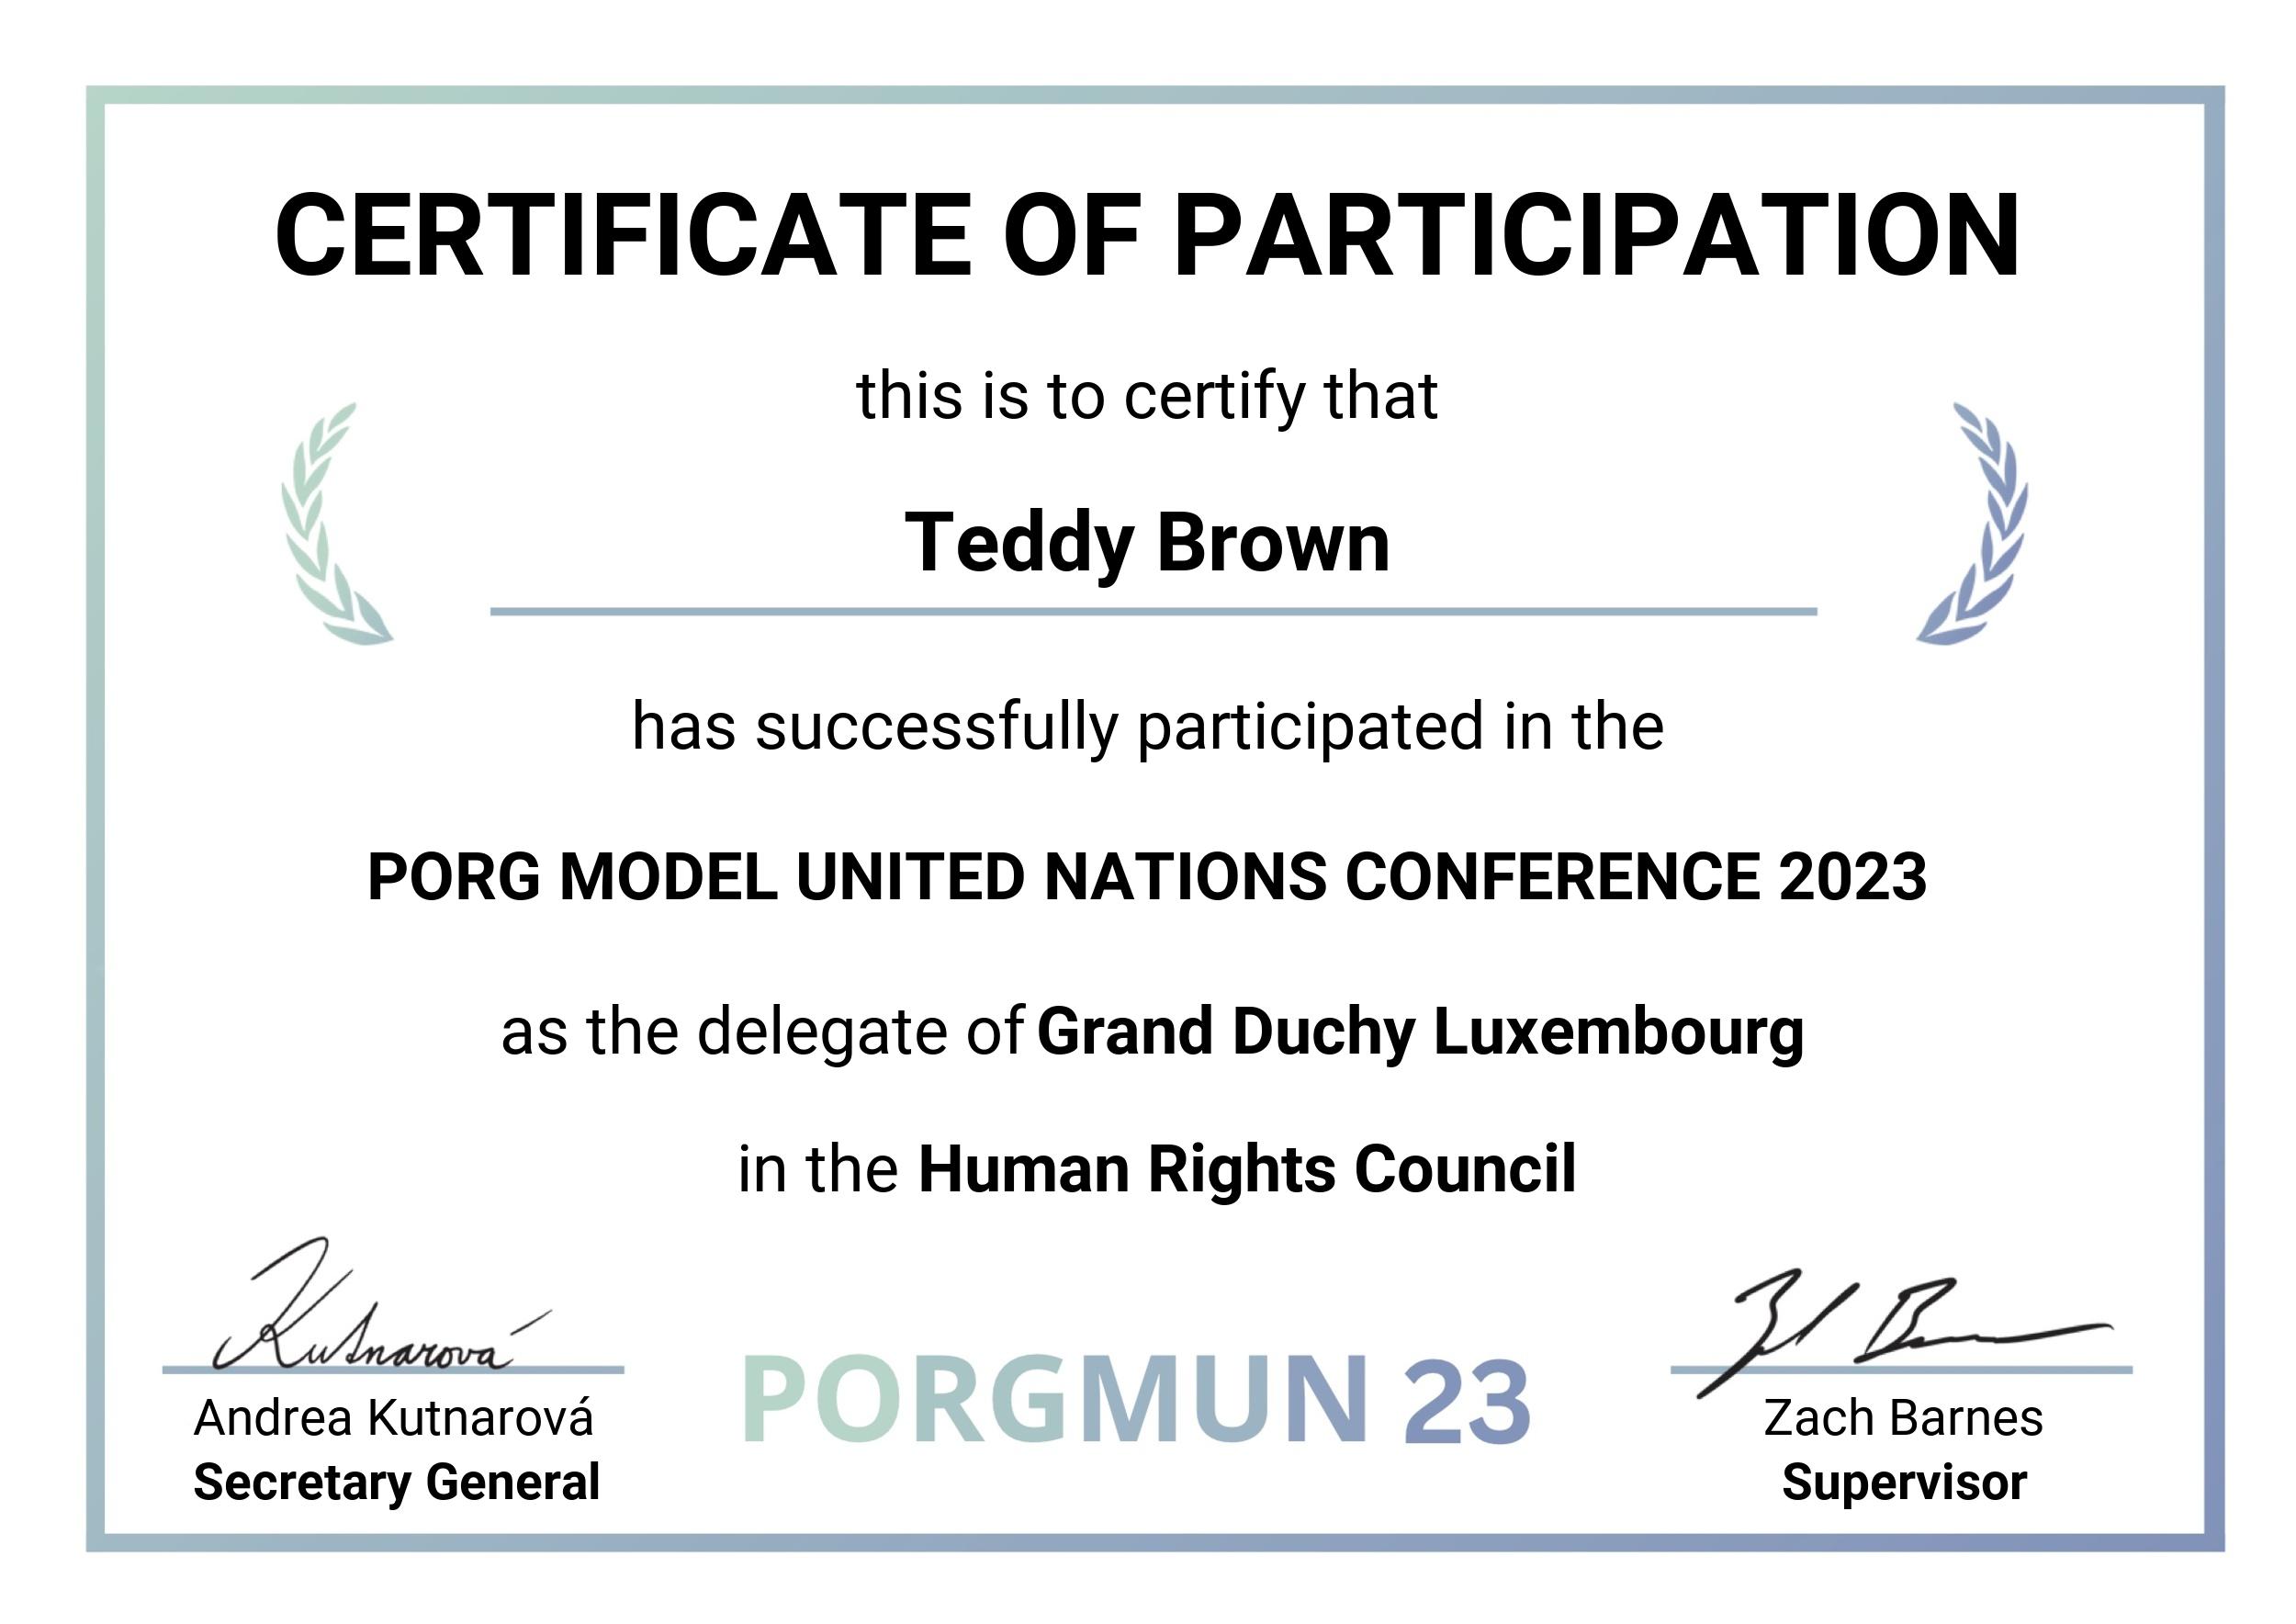 CERTIFICATE OF PARTICIPATION
this is to certify that
Teddy Brown
has successfully participated in the
PORG MODEL UNITED NATIONS CONFERENCE 2023
as the delegate of Grand Duchy Luxembourg
in the Human Rights Council
Kutnarová
PORGMUN 23
Andrea Kutnarová
Secretary General
Zach Barnes
Supervisor